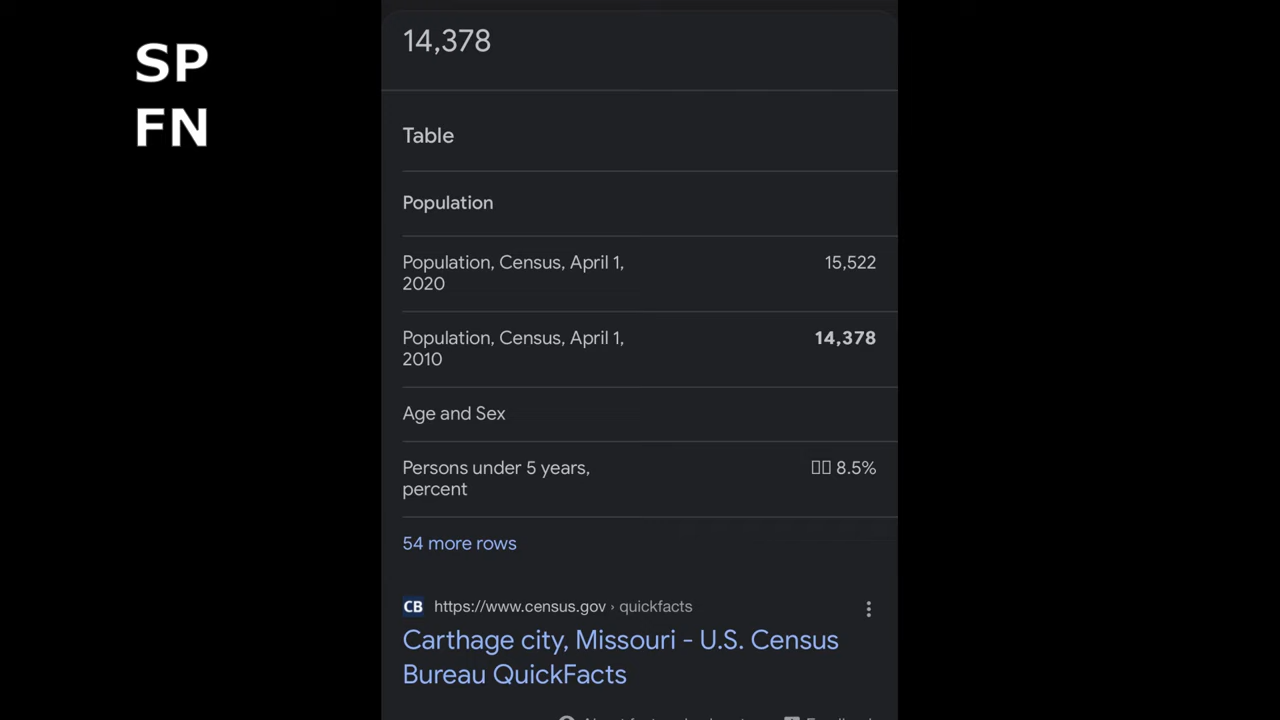 SP
FN
14,378
Table
Population
Population, Census, April 1, 2020 15,522
Population, Census, April 1, 2010 14,378
Age and Sex
Persons under 5 years, percent 8.5%
54 more rows
CB https://www.census.gov › quickfacts
Carthage city, Missouri - U.S. Census
Bureau QuickFacts